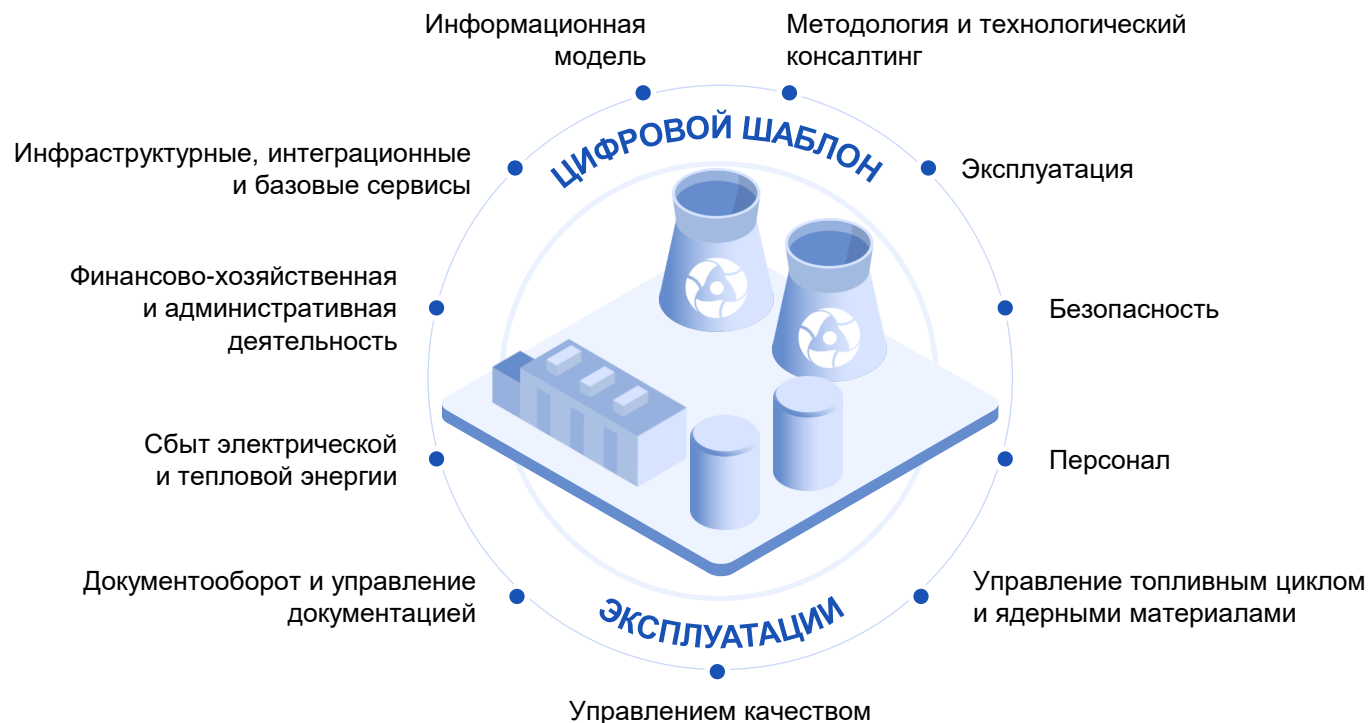 Информационная
модель
Методология и технологический
консалтинг
ЦИФРОВОЙ ШАБЛОН
Инфраструктурные, интеграционные
и базовые сервисы
Эксплуатация
Финансово-хозяйственная
и административная
деятельность
Безопасность
Сбыт электрической
и тепловой энергии
Персонал
Документооборот и управление
документацией
Управление топливным циклом
и ядерными материалами
ЭКСПЛУАТАЦИИ
Управлением качеством